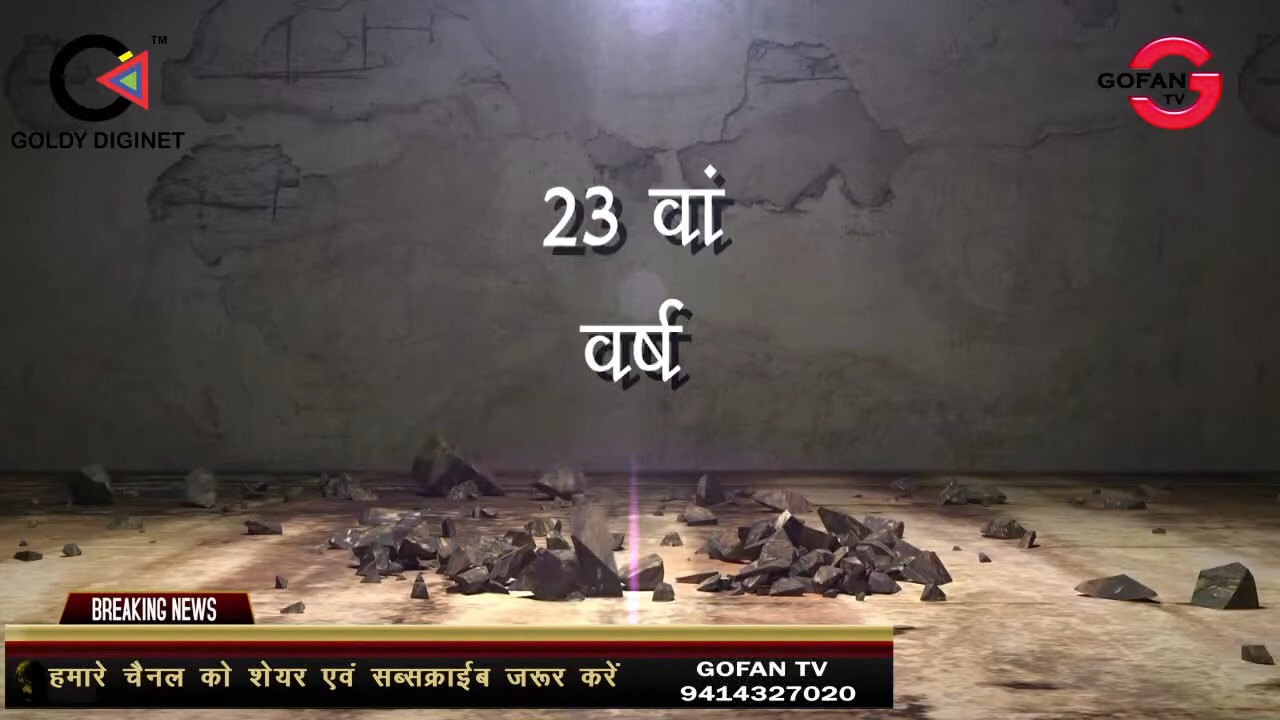 TM
GOLDY DIGINET
GOFAN
TV
23 वां
वर्ष
BREAKING NEWS
हमारे चैनल को शेयर एवं सब्सक्राईब जरूर करें
GOFAN TV
9414327020